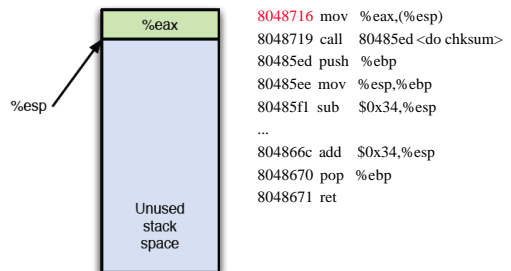 %eax
%esp
Unused
stack
space
8048716 mov %eax,(%esp)
8048719 call 80485ed <do chksum>
80485ed push %ebp
80485ee mov %esp,%ebp
80485f1 sub $0x34,%esp
...
804866c add $0x34,%esp
8048670 pop %ebp
8048671 ret